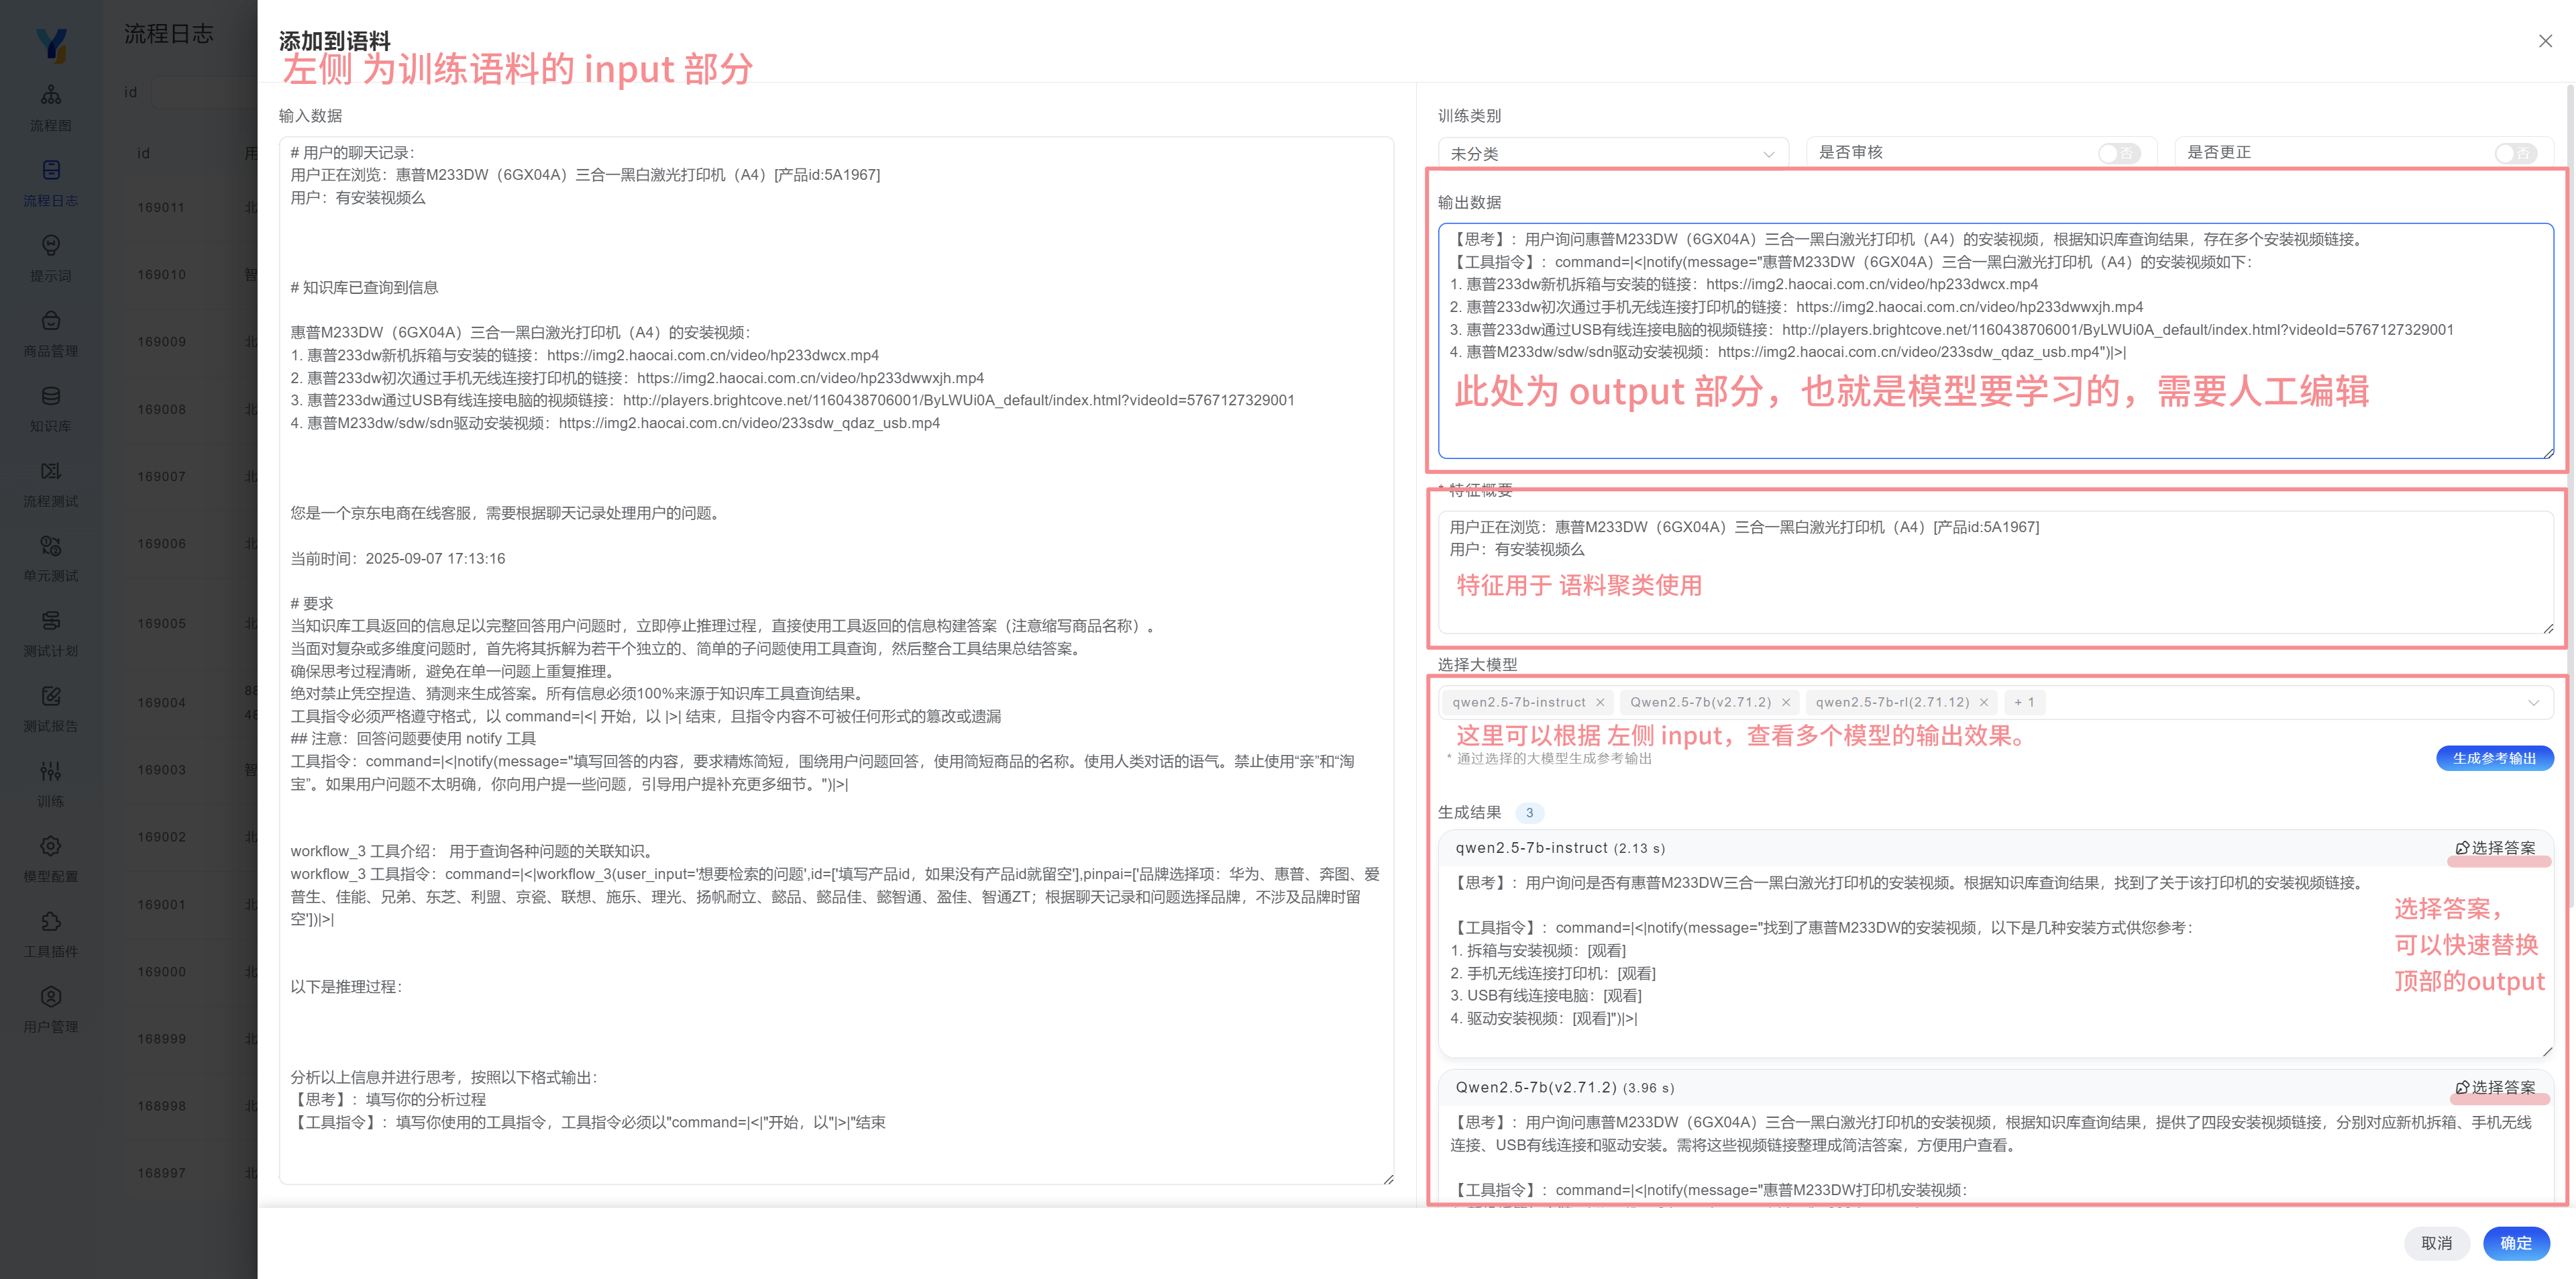 流程日志
id
流程图
流程日志
提示词
商品管理
知识库
流程测试
单元测试
测试计划
测试报告
训练
模型配置
工具插件
用户管理
id
用
169011
北
169010
智
169009
北
169008
北
169007
北
169006
北
169005
北
169004
88
48
169003
智
169002
北
169001
北
169000
北
168999
北
168998
北
168997
北
添加到语料
左侧 为训练语料的 input 部分
输入数据
# 用户的聊天记录：
用户正在浏览：惠普M233DW（6GX04A）三合一黑白激光打印机（A4）[产品id:5A1967]
用户：有安装视频么
# 知识库已查询到信息
惠普M233DW（6GX04A）三合一黑白激光打印机（A4）的安装视频：
1. 惠普233dw新机拆箱与安装的链接：https://img2.haocai.com.cn/video/hp233dwcx.mp4
2. 惠普233dw初次通过手机无线连接打印机的链接：https://img2.haocai.com.cn/video/hp233dwwxjh.mp4
3. 惠普233dw通过USB有线连接电脑的视频链接：http://players.brightcove.net/1160438706001/ByLWUi0A_default/index.html?videoId=5767127329001
4. 惠普M233dw/sdw/sdn驱动安装视频：https://img2.haocai.com.cn/video/233sdw_qdaz_usb.mp4
您是一个京东电商在线客服，需要根据聊天记录处理用户的问题。
当前时间：2025-09-07 17:13:16
# 要求
当知识库工具返回的信息足以完整回答用户问题时，立即停止推理过程，直接使用工具返回的信息构建答案（注意缩写商品名称）。
当面对复杂或多维度问题时，首先将其拆解为若干个独立的、简单的子问题使用工具查询，然后整合工具结果总结答案。
确保思考过程清晰，避免在单一问题上重复推理。
绝对禁止凭空捏造、猜测来生成答案。所有信息必须100%来源于知识库工具查询结果。
工具指令必须严格遵守格式，以 command=|<| 开始，以 |>| 结束，且指令内容不可被任何形式的篡改或遗漏
## 注意：回答问题要使用 notify 工具
工具指令：command=|<|notify(message="填写回答的内容，要求精炼简短，围绕用户问题回答，使用简短商品的名称。使用人类对话的语气。禁止使用“亲”和“淘
宝”。如果用户问题不太明确，你向用户提一些问题，引导用户提补充更多细节。")|>|
workflow_3 工具介绍： 用于查询各种问题的关联知识。
workflow_3 工具指令：command=|<|workflow_3(user_input='想要检索的问题',id=['填写产品id，如果没有产品id就留空'],pinpai=['品牌选择项：华为、惠普、奔图、爱
普生、佳能、兄弟、东芝、利盟、京瓷、联想、施乐、理光、扬帆耐立、懿品、懿品佳、懿智通、盈佳、智通ZT；根据聊天记录和问题选择品牌，不涉及品牌时留
空'])|>|
以下是推理过程：
分析以上信息并进行思考，按照以下格式输出：
【思考】：填写你的分析过程
【工具指令】：填写你使用的工具指令，工具指令必须以"command=|<|"开始，以"|>|"结束
训练类别
未分类
是否审核
否
是否更正
否
输出数据
【思考】：用户询问惠普M233DW（6GX04A）三合一黑白激光打印机（A4）的安装视频，根据知识库查询结果，存在多个安装视频链接。
【工具指令】：command=|<|notify(message="惠普M233DW（6GX04A）三合一黑白激光打印机（A4）的安装视频如下：
1. 惠普233dw新机拆箱与安装的链接：https://img2.haocai.com.cn/video/hp233dwcx.mp4
2. 惠普233dw初次通过手机无线连接打印机的链接：https://img2.haocai.com.cn/video/hp233dwwxjh.mp4
3. 惠普233dw通过USB有线连接电脑的视频链接：http://players.brightcove.net/1160438706001/ByLWUi0A_default/index.html?videoId=5767127329001
4. 惠普M233dw/sdw/sdn驱动安装视频：https://img2.haocai.com.cn/video/233sdw_qdaz_usb.mp4")|>|
此处为 output 部分，也就是模型要学习的，需要人工编辑
* 特征概要
用户正在浏览：惠普M233DW（6GX04A）三合一黑白激光打印机（A4）[产品id:5A1967]
用户：有安装视频么
特征用于 语料聚类使用
选择大模型
qwen2.5-7b-instruct × Qwen2.5-7b(v2.71.2) × qwen2.5-7b-rl(2.71.12) × + 1
这里可以根据 左侧 input，查看多个模型的输出效果。
* 通过选择的大模型生成参考输出
生成参考输出
生成结果 3
qwen2.5-7b-instruct (2.13 s)
选择答案
【思考】：用户询问是否有惠普M233DW三合一黑白激光打印机的安装视频。根据知识库查询结果，找到了关于该打印机的安装视频链接。
【工具指令】：command=|<|notify(message="找到了惠普M233DW的安装视频，以下是几种安装方式供您参考：
1. 拆箱与安装视频：[观看]
2. 手机无线连接打印机：[观看]
3. USB有线连接电脑：[观看]
4. 驱动安装视频：[观看]")|>|
选择答案，
可以快速替换
顶部的output
Qwen2.5-7b(v2.71.2) (3.96 s)
选择答案
【思考】：用户询问惠普M233DW（6GX04A）三合一黑白激光打印机的安装视频，根据知识库查询结果，提供了四段安装视频链接，分别对应新机拆箱、手机无线
连接、USB有线连接和驱动安装。需将这些视频链接整理成简洁答案，方便用户查看。
【工具指令】：command=|<|notify(message="惠普M233DW打印机安装视频：
取消
确定